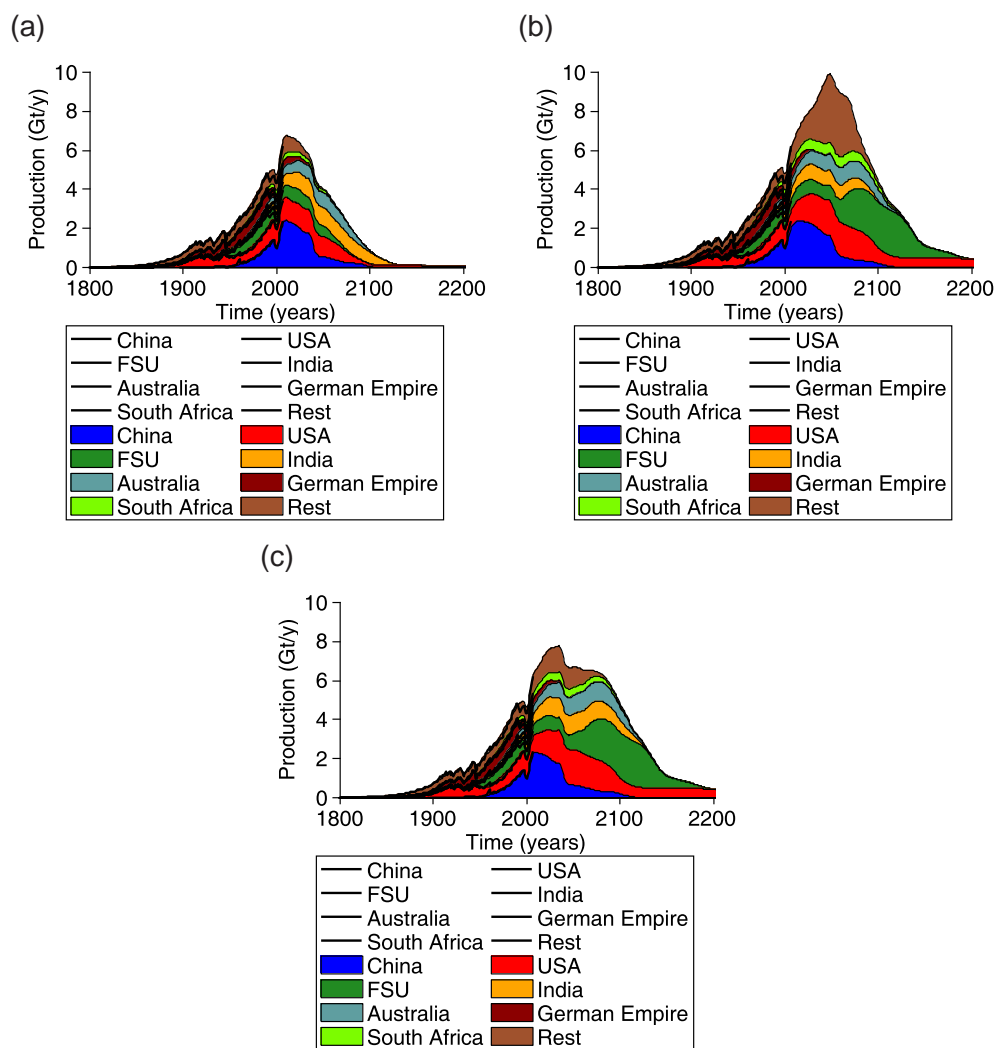 (a)
Production (Gt/y)
10
8
6
4
2
0
1800 1900 2000 2100 2200
Time (years)
China USA
FSU India
Australia German Empire
South Africa Rest
China USA
FSU India
Australia German Empire
South Africa Rest
(b)
Production (Gt/y)
10
8
6
4
2
0
1800 1900 2000 2100 2200
Time (years)
China USA
FSU India
Australia German Empire
South Africa Rest
China USA
FSU India
Australia German Empire
South Africa Rest
(c)
Production (Gt/y)
10
8
6
4
2
0
1800 1900 2000 2100 2200
Time (years)
China USA
FSU India
Australia German Empire
South Africa Rest
China USA
FSU India
Australia German Empire
South Africa Rest